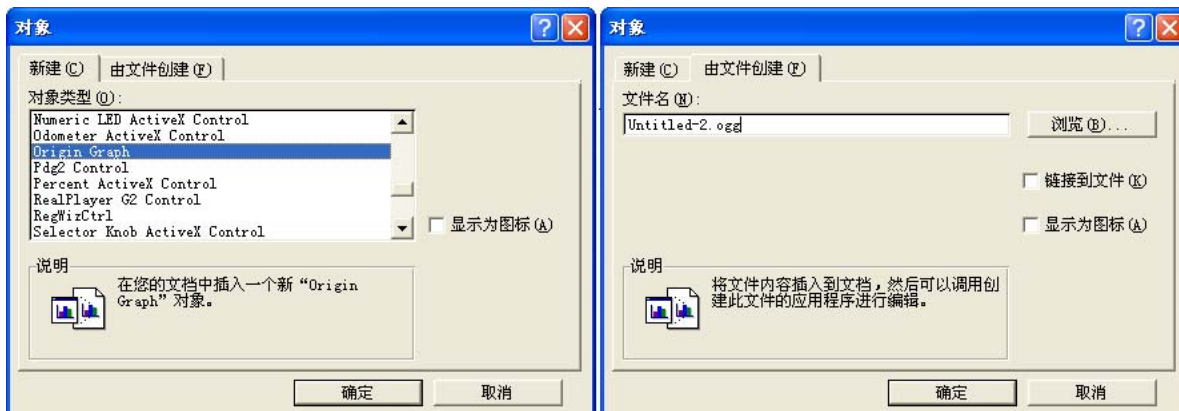 对象
新建(C)
由文件创建(F)
对象类型(O):
Numeric LED ActiveX Control
Odometer ActiveX Control
Origin Graph
Pdg2 Control
Percent ActiveX Control
RealPlayer G2 Control
RegWizCtrl
Selector Knob ActiveX Control
显示为图标(A)
说明
在您的文档中插入一个新“Origin
Graph”对象。
确定
取消
对象
新建(C)
由文件创建(F)
文件名(N):
Untitled-2.ogg
浏览(B)...
链接到文件(K)
显示为图标(A)
说明
将文件内容插入到文档，然后可以调用创
建此文件的应用程序进行编辑。
确定
取消